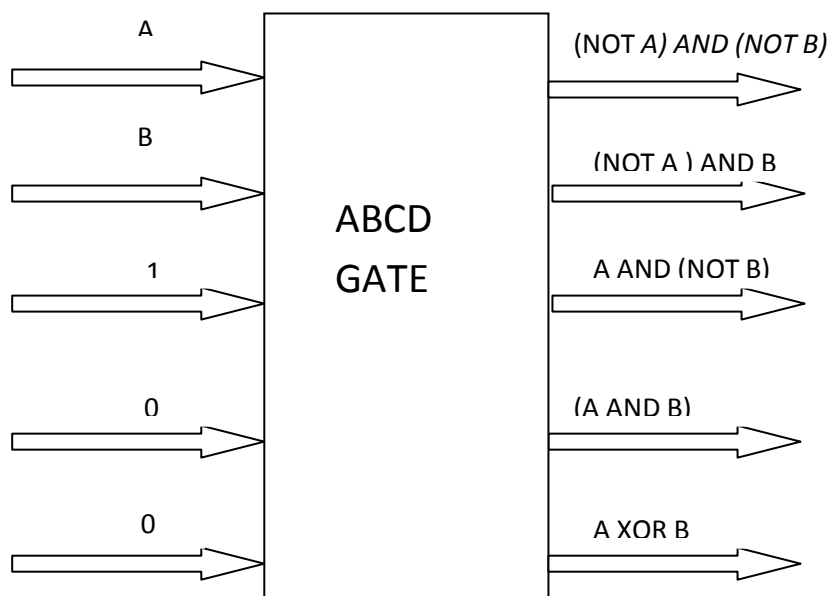 A
(NOT A) AND (NOT B)
B
(NOT A ) AND B
ABCD
GATE
1
A AND (NOT B)
0
(A AND B)
0
A XOR B